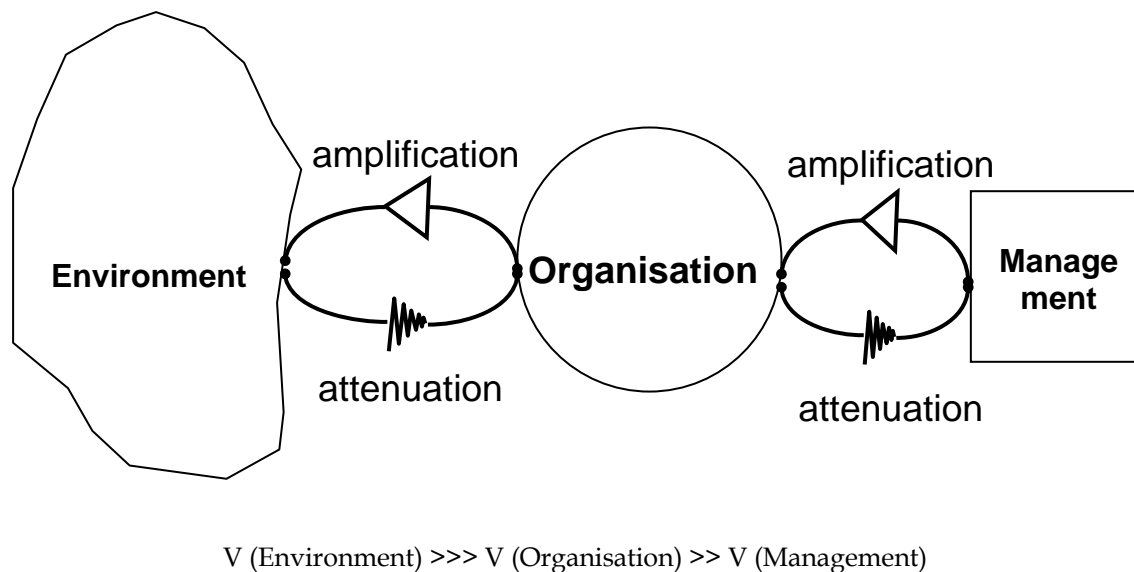 amplification
amplification
Environment
Organisation
Manage
ment
attenuation
attenuation
V (Environment) >>> V (Organisation) >> V (Management)